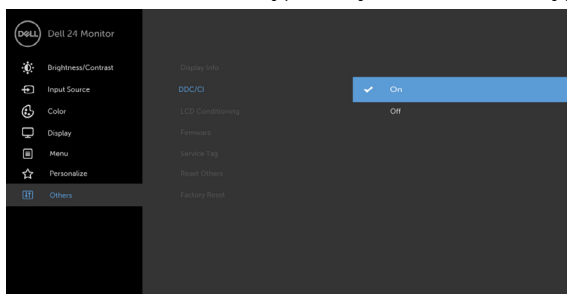 DELL Dell 24 Monitor
Brightness/Contrast
Input Source
Color
Display
Menu
Personalize
Others
Display Info
DDC/CI
LCD Conditioning
Firmware
Service Tag
Reset Others
Factory Reset
On
Off